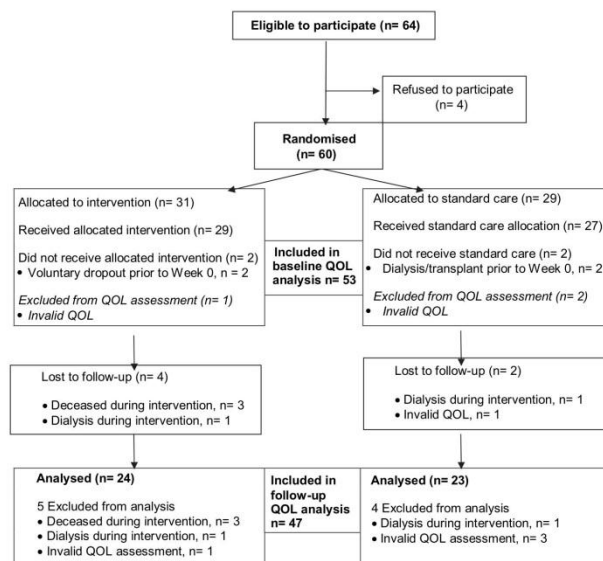 Eligible to participate (n= 64)
Refused to participate
(n= 4)
Randomised
(n= 60)
Allocated to intervention (n= 31)
Received allocated intervention (n= 29)
Did not receive allocated intervention (n= 2)
• Voluntary dropout prior to Week 0, n = 2
Excluded from QOL assessment (n= 1)
• Invalid QOL
Included in
baseline QOL
analysis n= 53
Allocated to standard care (n= 29)
Received standard care allocation (n= 27)
Did not receive standard care (n= 2)
• Dialysis/transplant prior to Week 0, n= 2
Excluded from QOL assessment (n= 2)
• Invalid QOL
Lost to follow-up (n= 4)
• Deceased during intervention, n= 3
• Dialysis during intervention, n= 1
Lost to follow-up (n= 2)
• Dialysis during intervention, n= 1
• Invalid QOL, n= 1
Analysed (n= 24)
5 Excluded from analysis
• Deceased during intervention, n= 3
• Dialysis during intervention, n= 1
• Invalid QOL assessment, n= 1
Included in
follow-up
QOL analysis
n= 47
Analysed (n= 23)
4 Excluded from analysis
• Dialysis during intervention, n= 1
• Invalid QOL assessment, n= 3